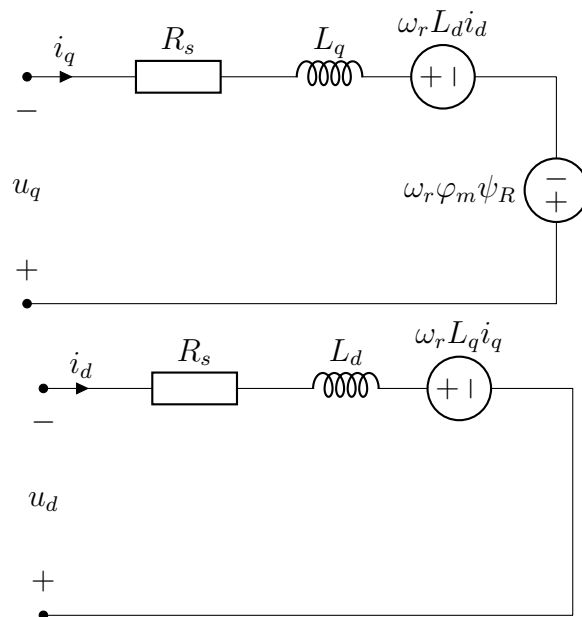 ω_r L_d i_d
i_q R_s L_q
+ −
−
u_q
ω_r φ_m ψ_R
−
+
+
ω_r L_q i_q
i_d R_s L_d
+ −
−
u_d
+